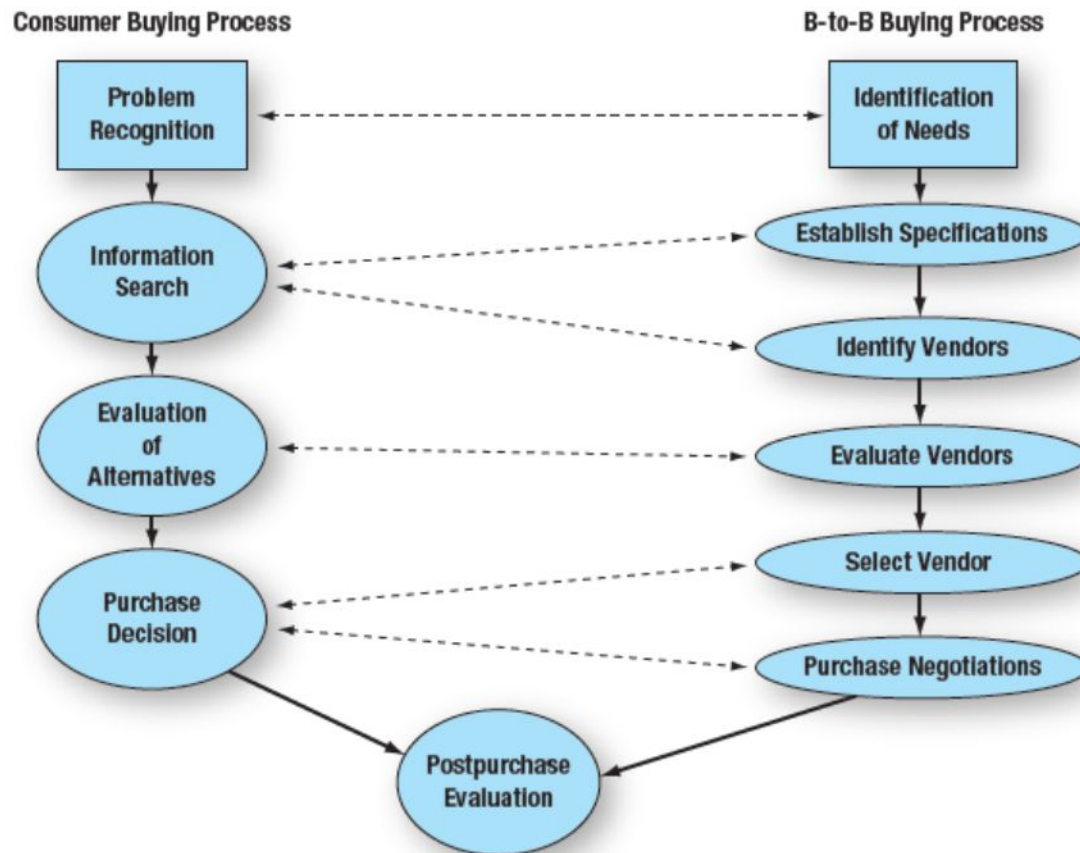 Consumer Buying Process
B-to-B Buying Process
Problem
Recognition
Identification
of Needs
Information
Search
Establish Specifications
Identify Vendors
Evaluation
of
Alternatives
Evaluate Vendors
Purchase
Decision
Select Vendor
Purchase Negotiations
Postpurchase
Evaluation